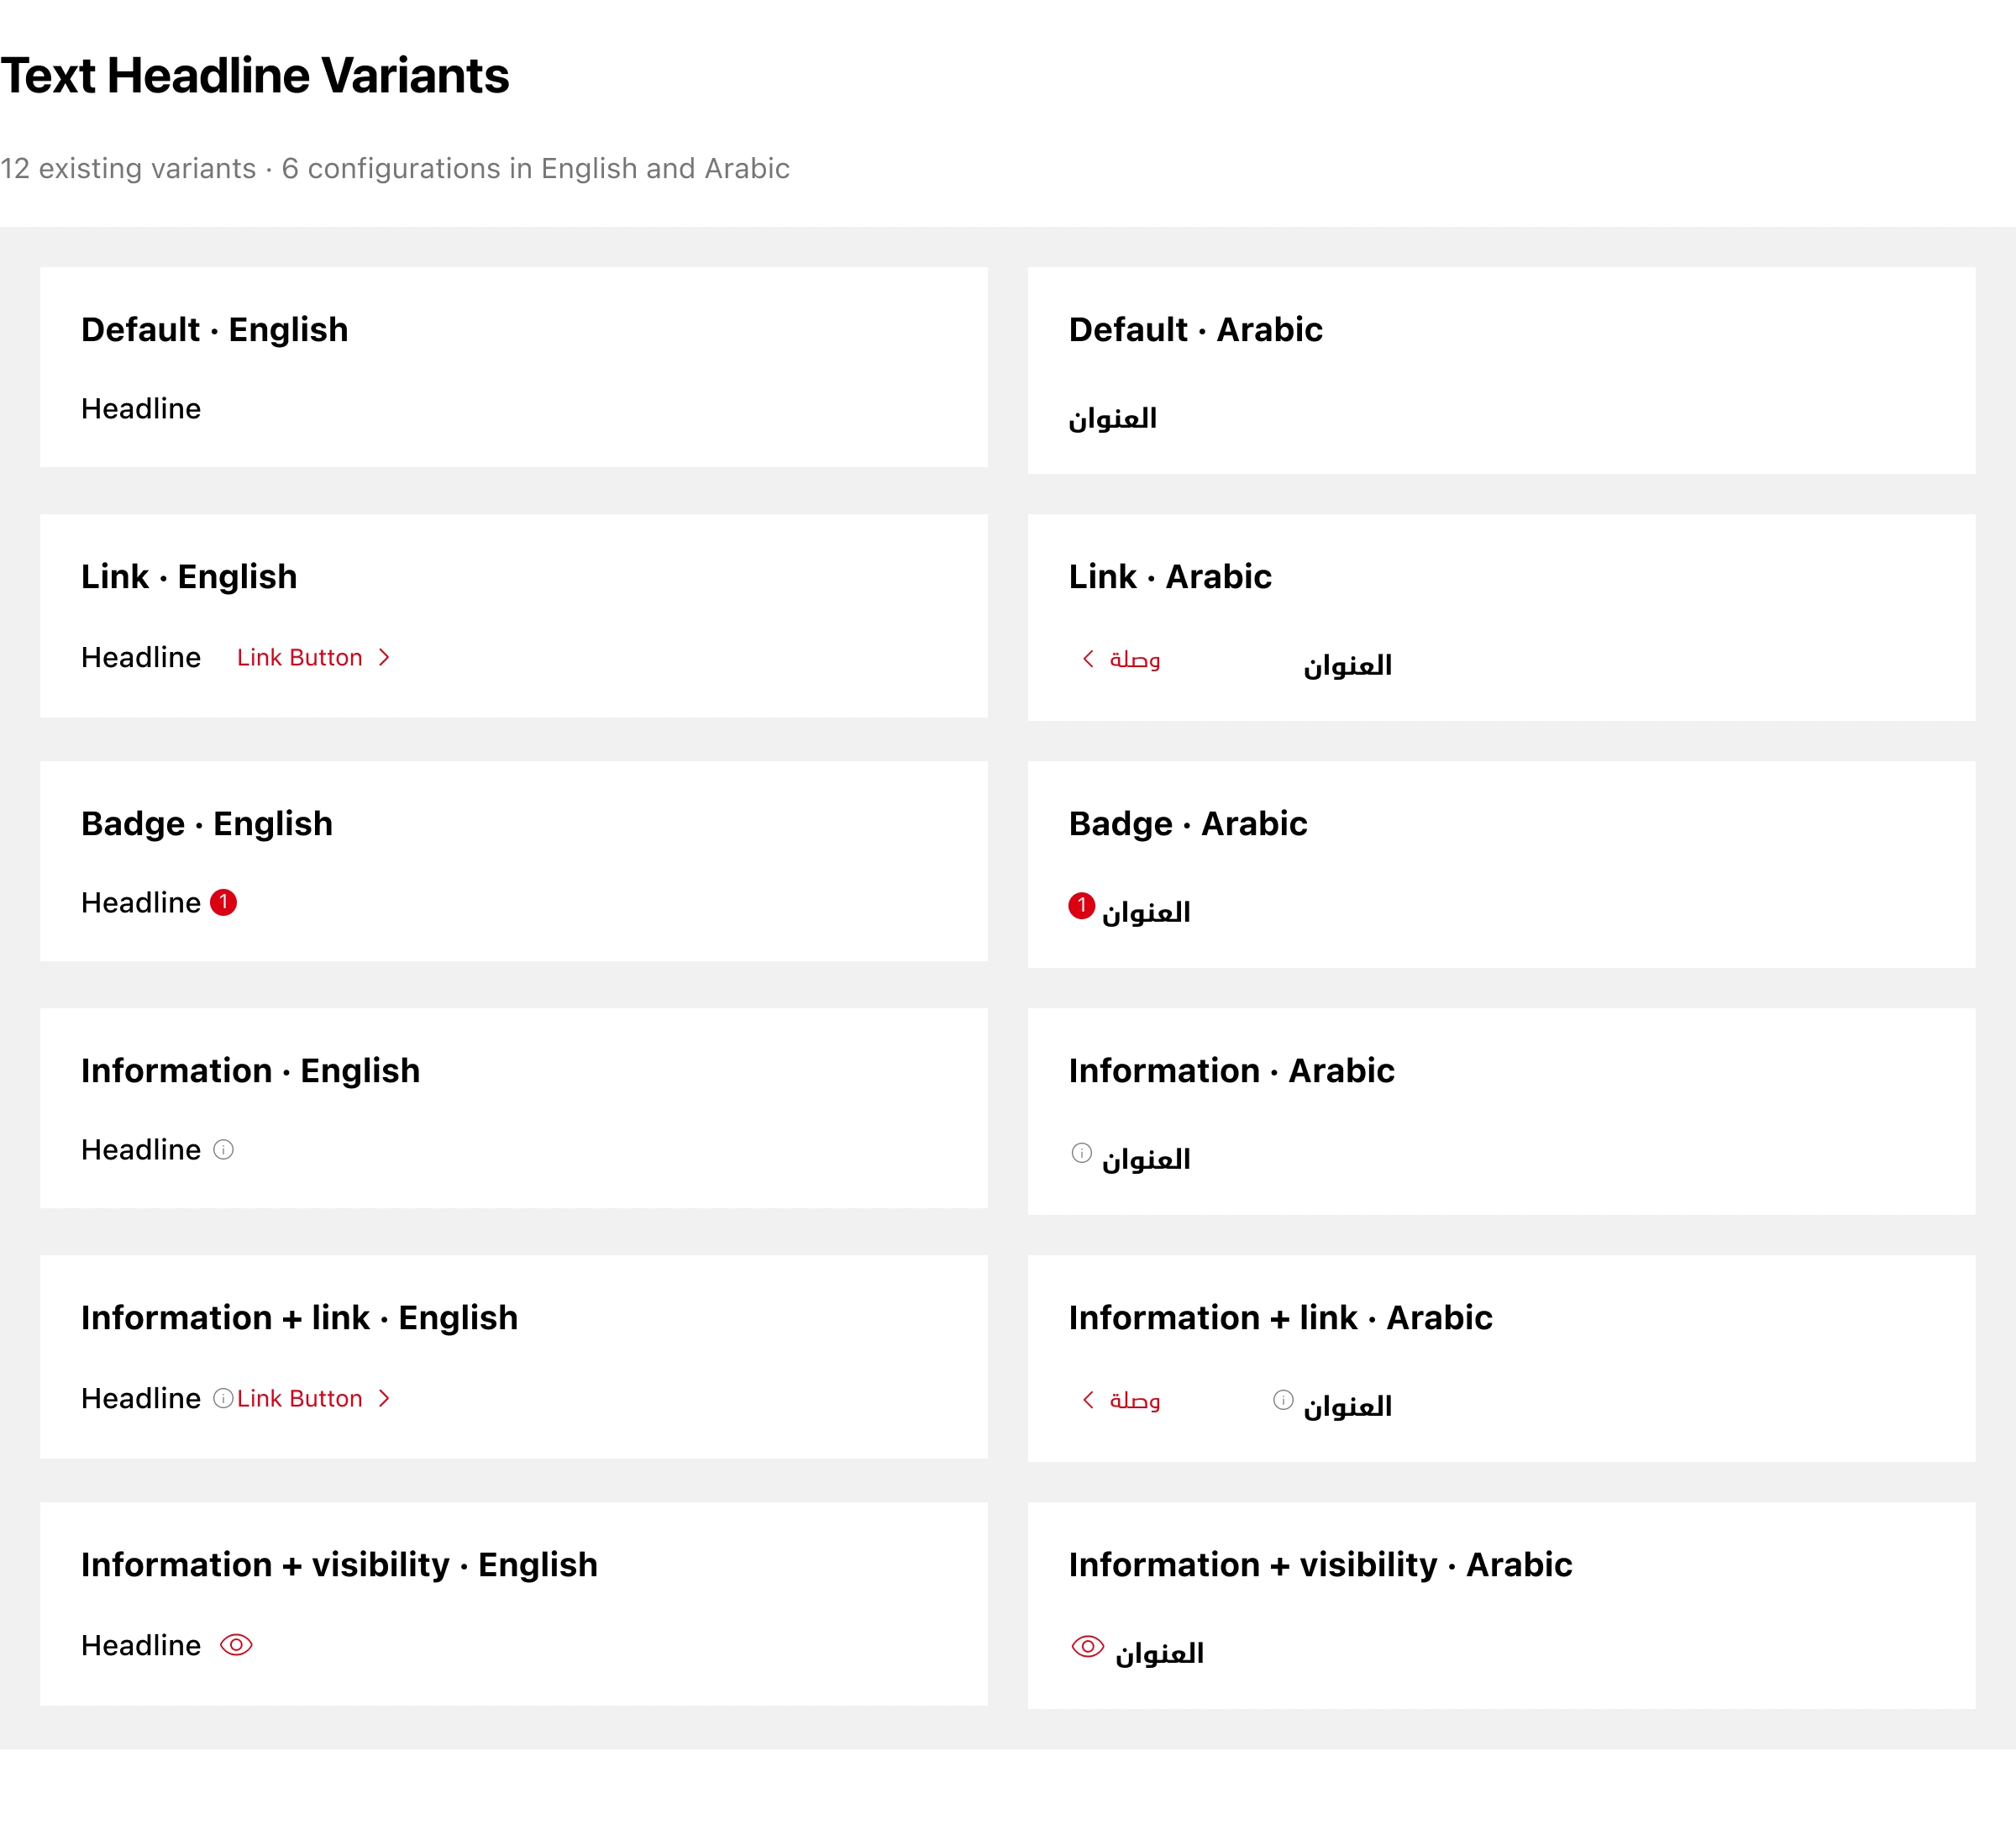 Text Headline Variants
12 existing variants · 6 configurations in English and Arabic
Default · English
Headline
Default · Arabic
العنوان
Link · English
Headline Link Button
Link · Arabic
العنوان وصلة
Badge · English
Headline 1
Badge · Arabic
العنوان 1
Information · English
Headline i
Information · Arabic
العنوان i
Information + link · English
Headline i Link Button
Information + link · Arabic
العنوان i وصلة
Information + visibility · English
Headline
Information + visibility · Arabic
العنوان